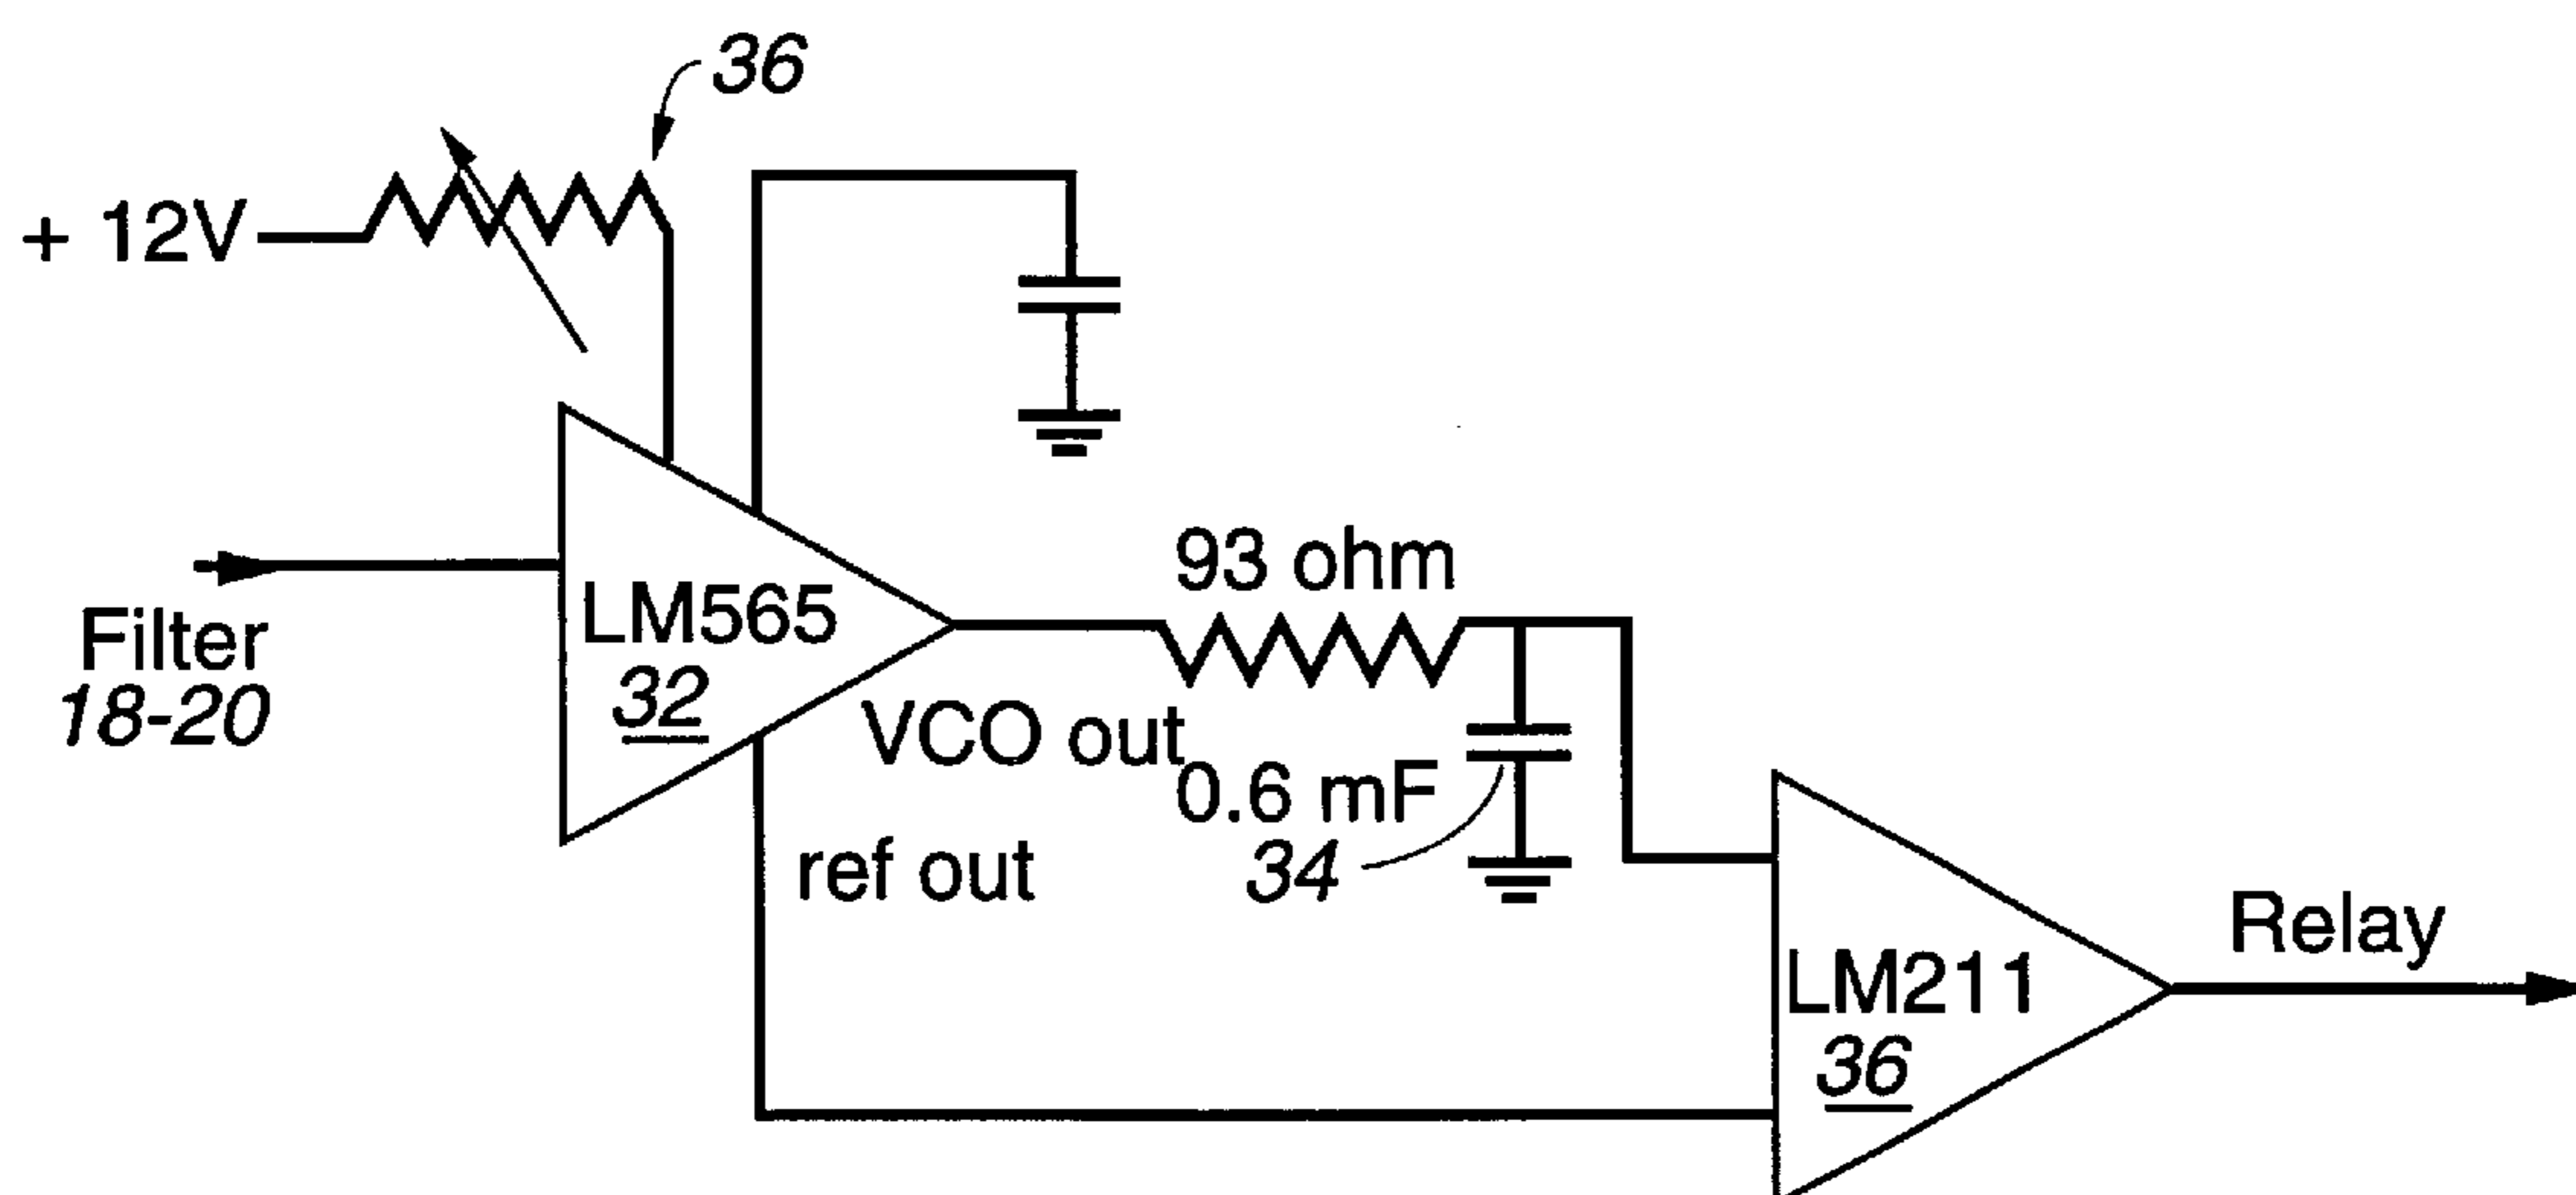 36
+ 12V
93 ohm
LM565
32
Filter
18-20
VCO out
0.6 mF
34
ref out
Relay
LM211
36